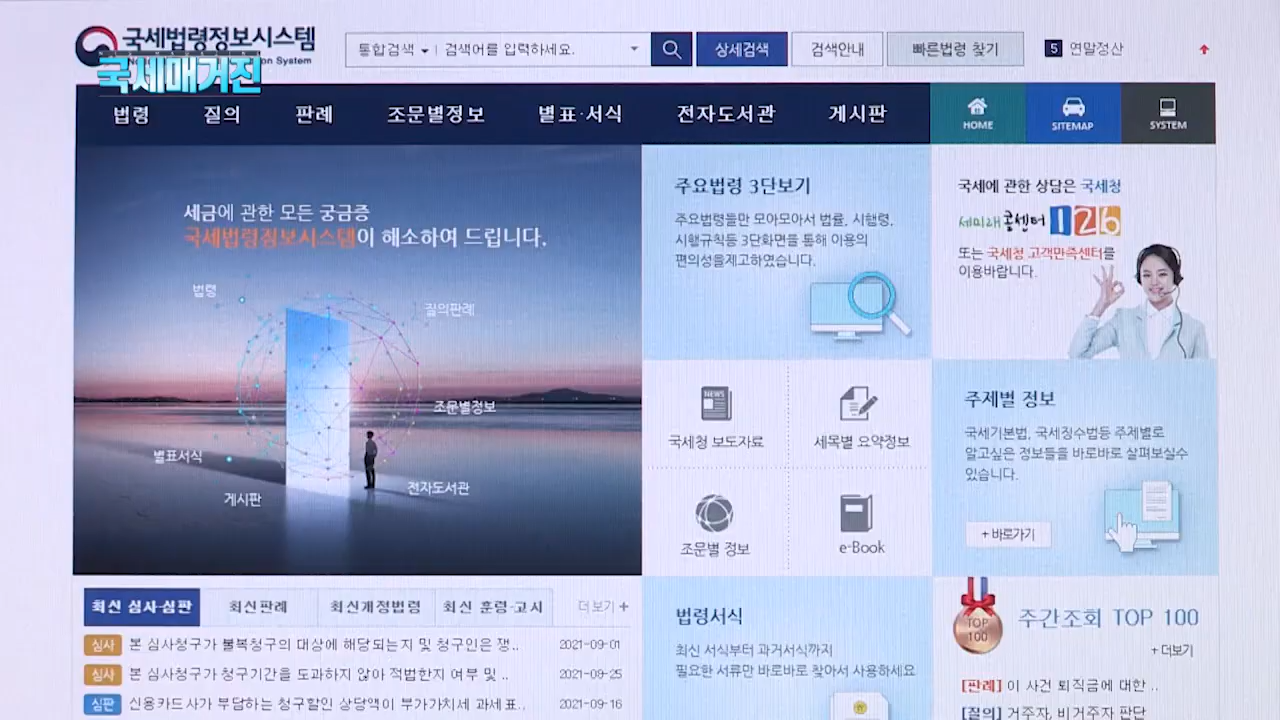 국세법령정보시스템
국세매거진
통합검색
검색어를 입력하세요.
상세검색
검색안내
빠른법령 찾기
5 연말정산
법령
질의
판례
조문별정보
별표·서식
전자도서관
게시판
HOME
SITEMAP
SYSTEM
세금에 관한 모든 궁금증
국세법령정보시스템이 해소하여 드립니다.
법령
질의판례
조문별정보
별표서식
게시판
전자도서관
주요법령 3단보기
주요법령들만 모아모아서 법률, 시행령,
시행규칙등 3단화면을 통해 이용의
편의성을제고하였습니다.
국세에 관한 상담은 국세청
세미래 콜센터 126
또는 국세청 고객만족센터를
이용바랍니다.
NEWS
국세청 보도자료
세목별 요약정보
조문별 정보
e-Book
주제별 정보
국세기본법, 국세징수법등 주제별로
알고싶은 정보들을 바로바로 살펴보실수
있습니다.
+ 바로가기
최신 심사·심판
최신판례
최신개정법령
최신 훈령·고시
더보기 +
심사 본 심사청구가 불복청구의 대상에 해당되는지 및 청구인은 쟁.. 2021-09-01
심사 본 심사청구가 청구기간을 도과하지 않아 적법한지 여부 및 .. 2021-09-25
심판 신용카드사가 부담하는 청구할인 상당액이 부가가치세 과세표.. 2021-09-16
법령서식
최신 서식부터 과거서식까지
필요한 서류만 바로바로 찾아서 사용하세요
TOP
100
주간조회 TOP 100
+ 더보기
[판례] 이 사건 퇴직금에 대한 ..
[질의] 거주자, 비거주자 판단